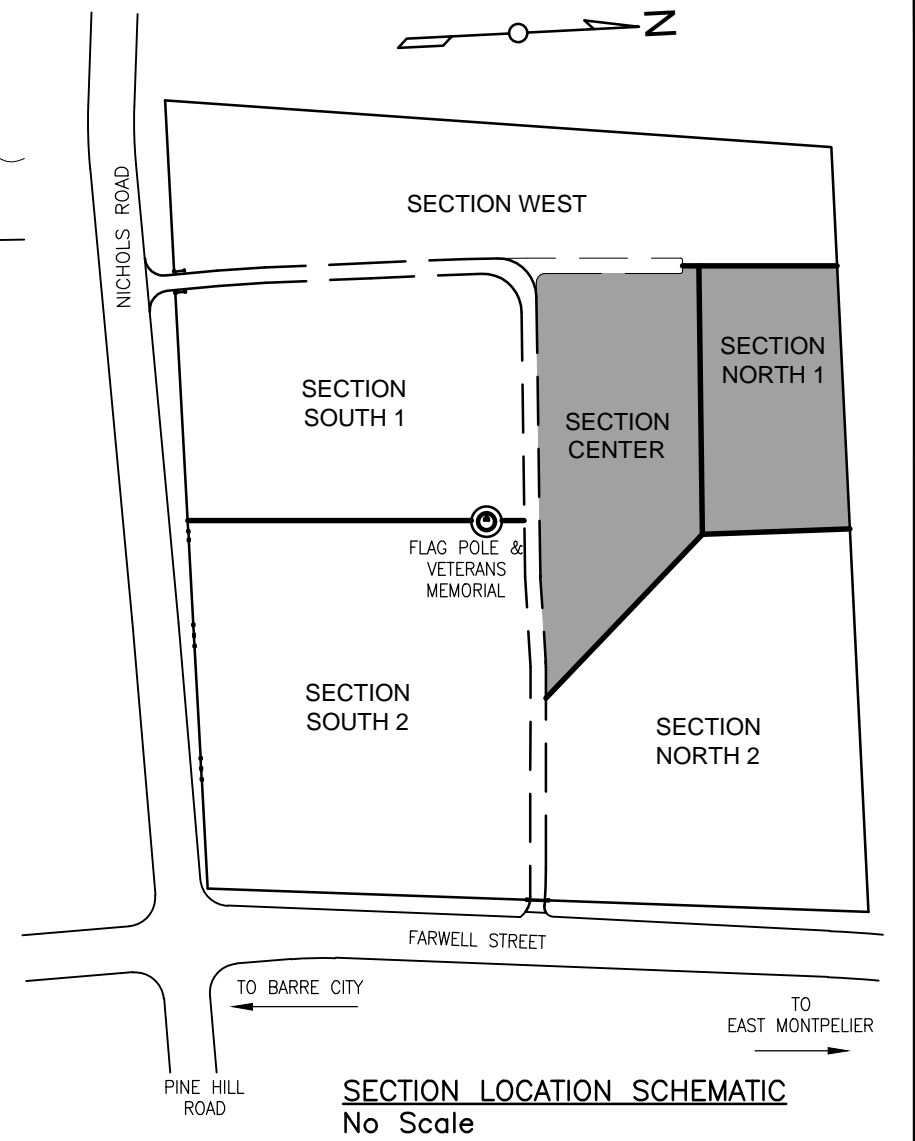 N
NICHOLS ROAD
SECTION WEST
SECTION
SOUTH 1
SECTION
CENTER
SECTION
NORTH 1
FLAG POLE &
VETERANS
MEMORIAL
SECTION
SOUTH 2
SECTION
NORTH 2
FARWELL STREET
TO BARRE CITY
TO
EAST MONTPELIER
PINE HILL
ROAD
SECTION LOCATION SCHEMATIC
No Scale